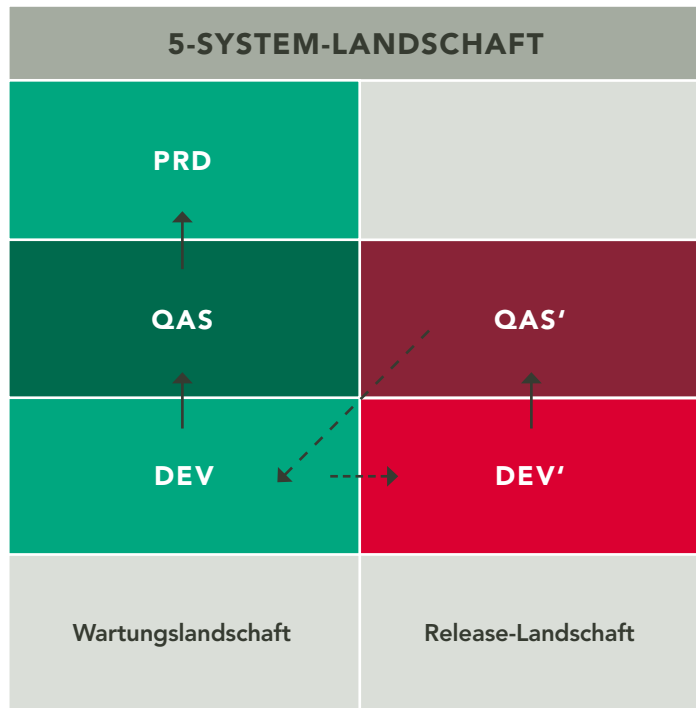 5-SYSTEM-LANDSCHAFT
PRD
QAS
QAS‘
DEV
DEV‘
Wartungslandschaft
Release-Landschaft